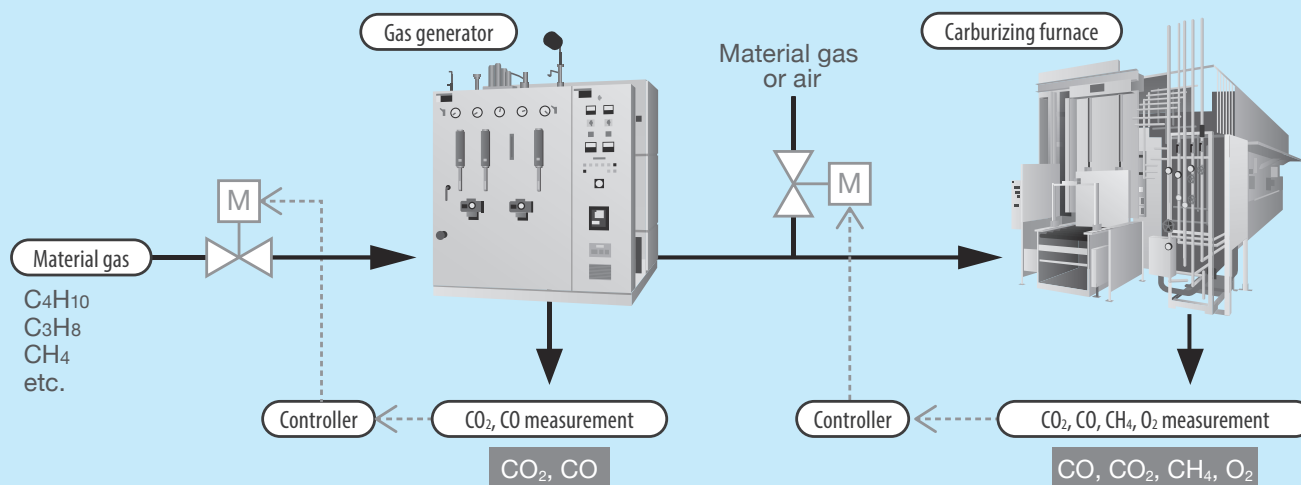 Gas generator
Carburizing furnace
Material gas
or air
M
M
Material gas
C4H10
C3H8
CH4
etc.
Controller
CO2, CO measurement
Controller
CO2, CO, CH4, O2 measurement
CO2, CO
CO, CO2, CH4, O2